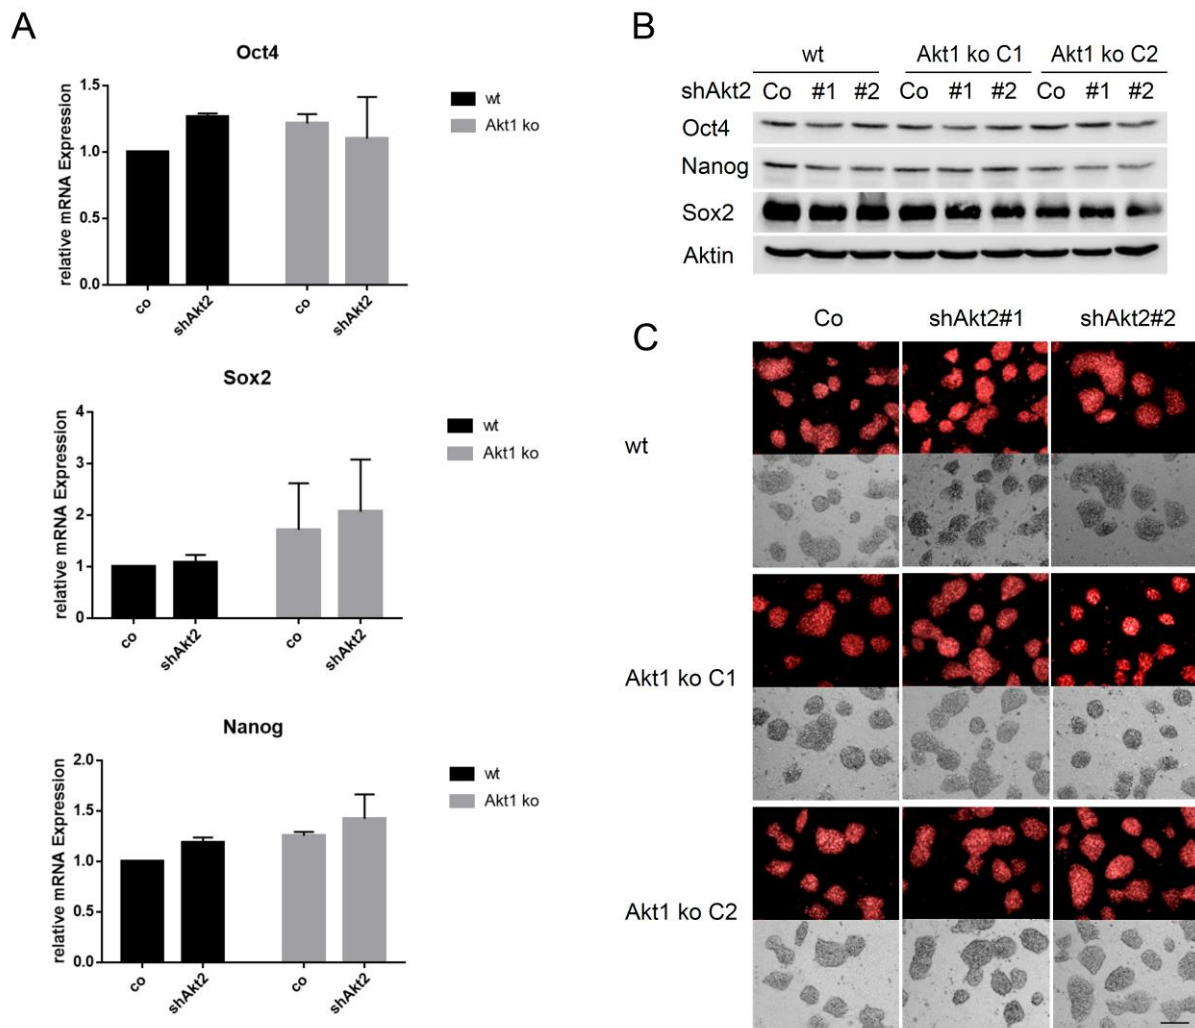 A
Oct4
relative mRNA Expression
1.5
1.0
0.5
0.0
co
shAkt2
co
shAkt2
wt
Akt1 ko
Sox2
relative mRNA Expression
4
3
2
1
0
co
shAkt2
co
shAkt2
wt
Akt1 ko
Nanog
relative mRNA Expression
2.0
1.5
1.0
0.5
0.0
co
shAkt2
co
shAkt2
wt
Akt1 ko
B
wt Akt1 ko C1 Akt1 ko C2
shAkt2 Co #1 #2 Co #1 #2 Co #1 #2
Oct4
Nanog
Sox2
Aktin
C
Co shAkt2#1 shAkt2#2
wt
Akt1 ko C1
Akt1 ko C2